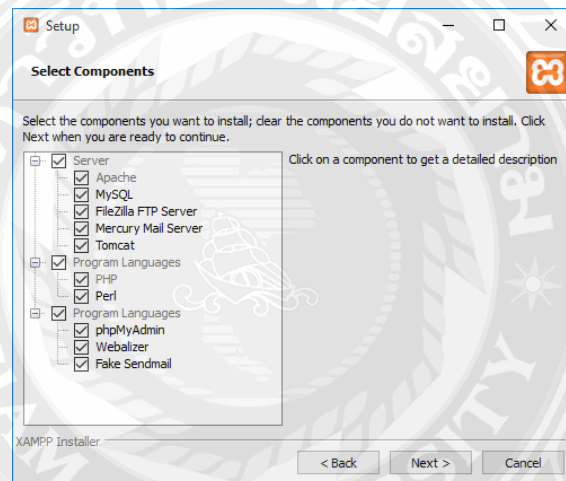 Setup
Select Components
Select the components you want to install; clear the components you do not want to install. Click
Next when you are ready to continue.
Server
Apache
MySQL
FileZilla FTP Server
Mercury Mail Server
Tomcat
Program Languages
PHP
Perl
Program Languages
phpMyAdmin
Webalizer
Fake Sendmail
Click on a component to get a detailed description
XAMPP Installer
< Back
Next >
Cancel